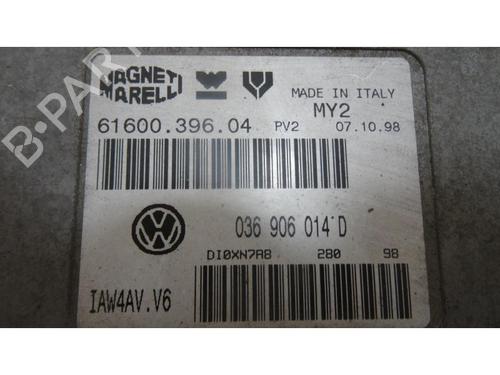 MAGNETI
MARELLI
MADE IN ITALY
MY2
61600.396.04 PV2 07.10.98
036 906 014 D
DI0XN7A8 280 98
IAW4AV.V6
B-PARTS